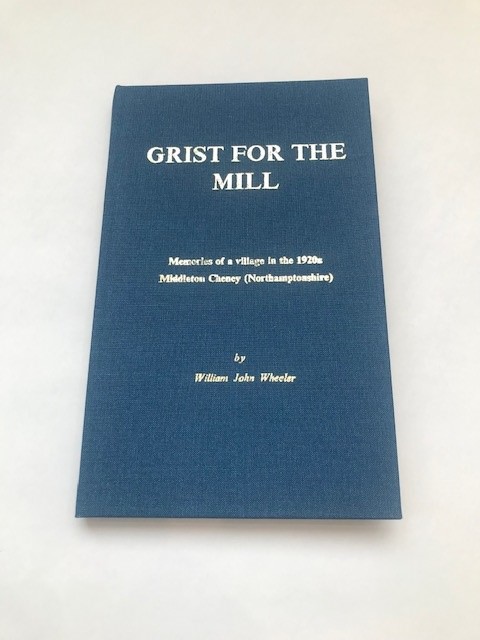 GRIST FOR THE
MILL
Memories of a village in the 1920s
Middleton Cheney (Northamptonshire)
by
William John Wheeler